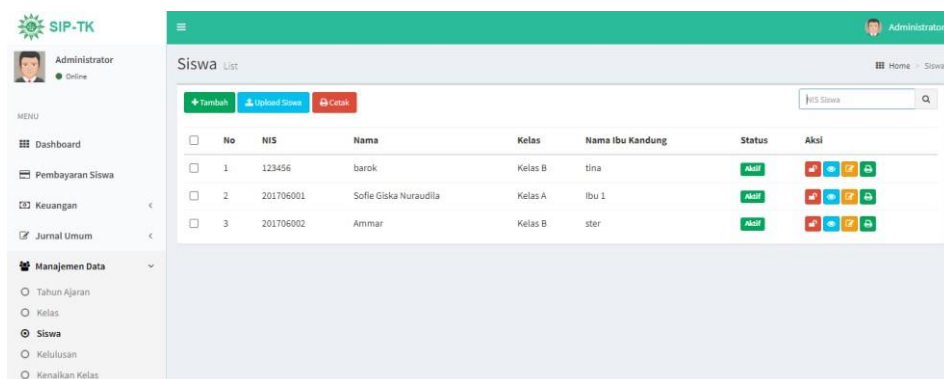 SIP-TK
Administrator
Administrator
Online
Siswa List
Home > Siswa
+Tambah Upload Siswa Cetak NIS Siswa
MENU
Dashboard
Pembayaran Siswa
Keuangan
Jurnal Umum
Manajemen Data
Tahun Ajaran
Kelas
Siswa
Kelulusan
Kenaikan Kelas
No NIS Nama Kelas Nama Ibu Kandung Status Aksi
1 123456 barok Kelas B tina Aktif
2 201706001 Sofie Giska Nuraudila Kelas A Ibu 1 Aktif
3 201706002 Ammar Kelas B ster Aktif